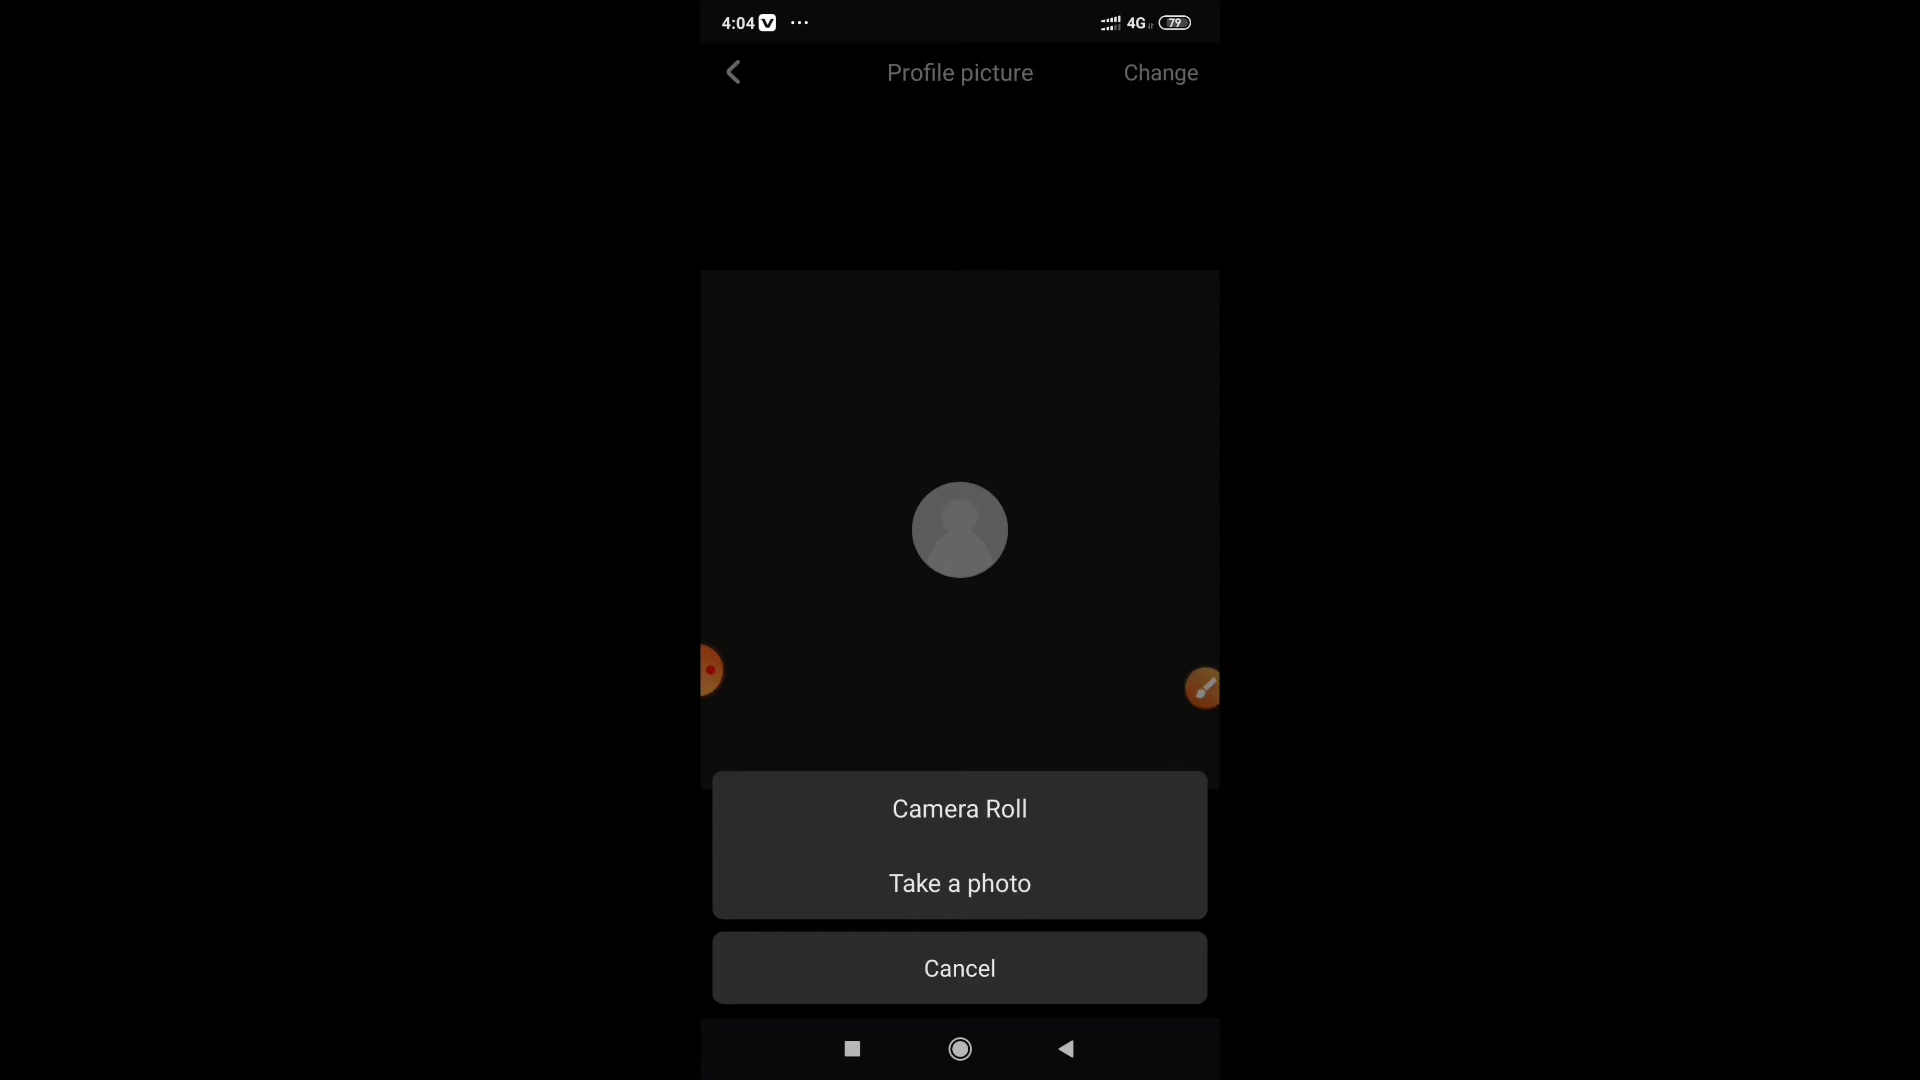 4:04 V ...
4G 79
Profile picture
Change
Camera Roll
Take a photo
Cancel